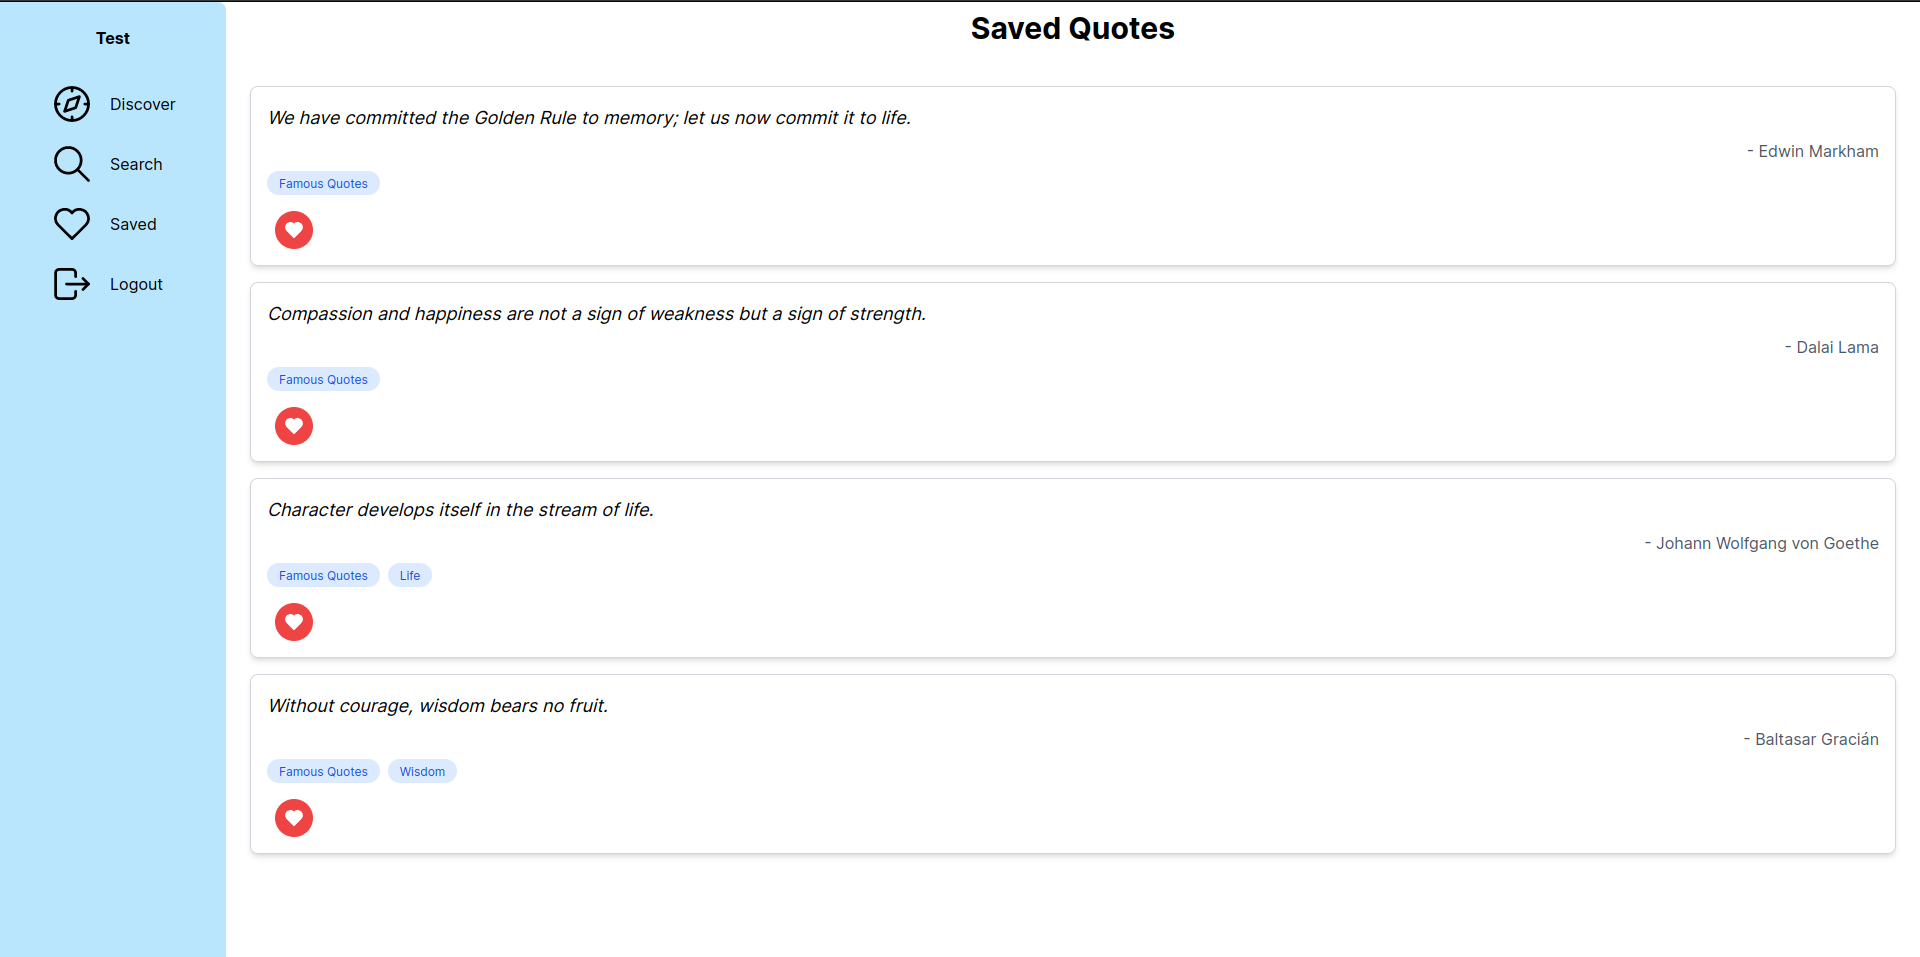 Test
Discover
Search
Saved
Logout
Saved Quotes
We have committed the Golden Rule to memory; let us now commit it to life.
- Edwin Markham
Famous Quotes
Compassion and happiness are not a sign of weakness but a sign of strength.
- Dalai Lama
Famous Quotes
Character develops itself in the stream of life.
- Johann Wolfgang von Goethe
Famous Quotes Life
Without courage, wisdom bears no fruit.
- Baltasar Gracián
Famous Quotes Wisdom